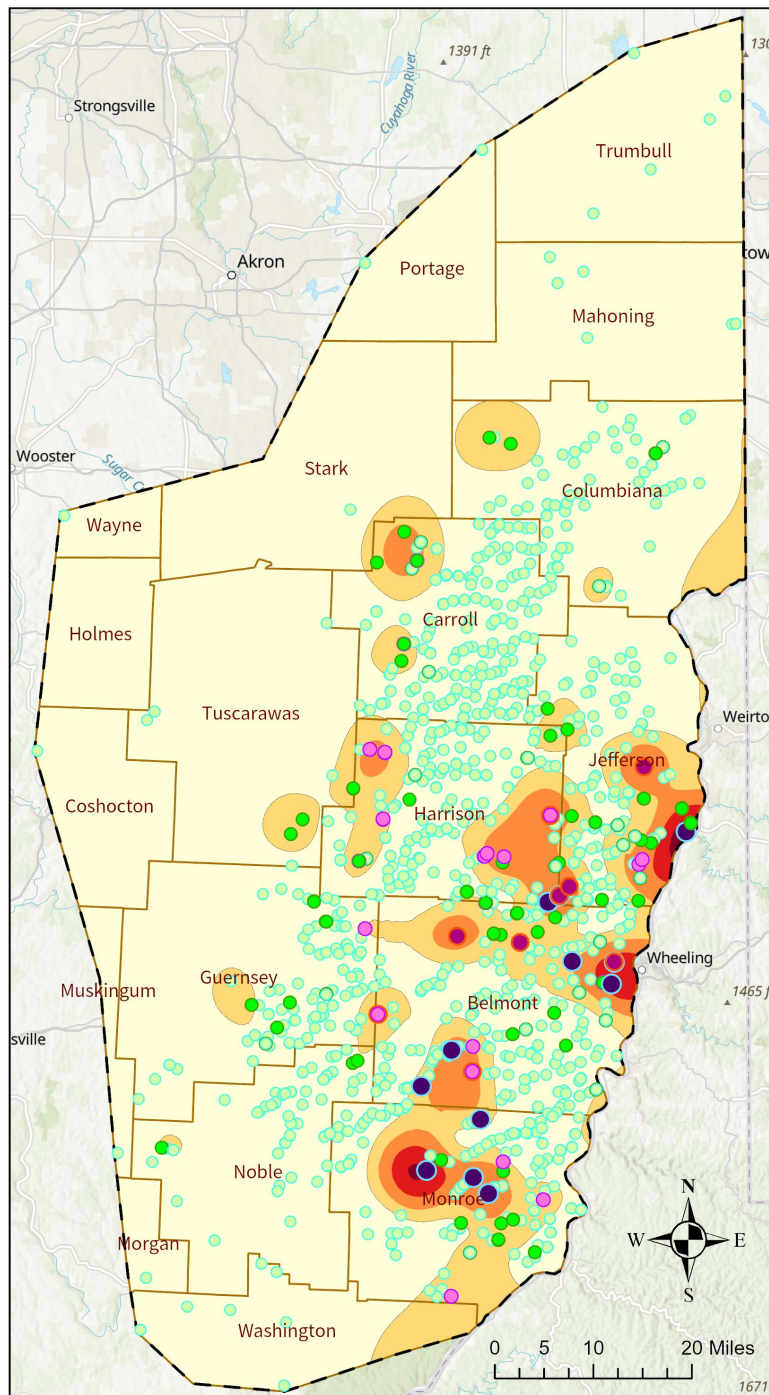 1391 ft
130
Cuyahoga River
Strongsville
Trumbull
Akron
Portage
tow
Mahoning
Wooster
Sugar C
Stark
Columbiana
Wayne
Carroll
Holmes
Tuscarawas
Weirto
Jefferson
Coshocton
Harrison
Wheeling
Guernsey
Muskingum
Belmont
1465 f
sville
Noble
Monroe
N
W
E
S
Morgan
Washington
0 5 10 20 Miles
1671